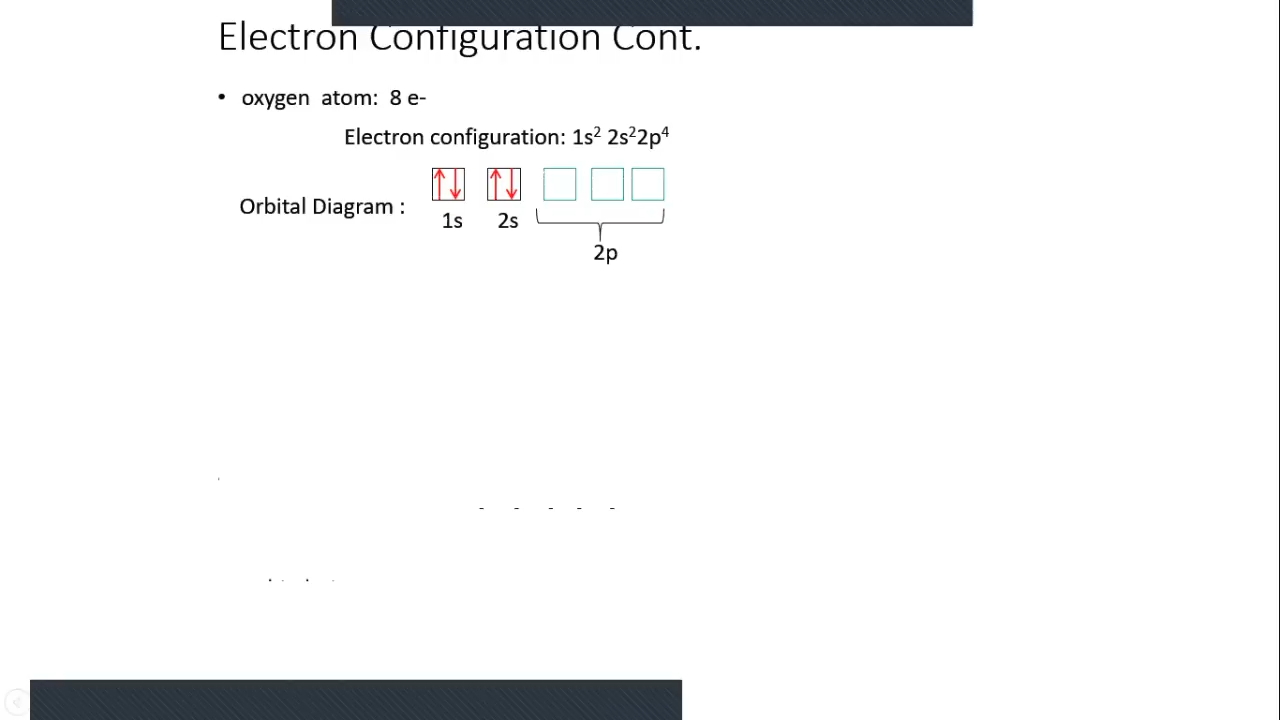 Electron Configuration Cont.
• oxygen atom: 8 e-
Electron configuration: 1s² 2s²2p⁴
Orbital Diagram :
1s 2s
2p